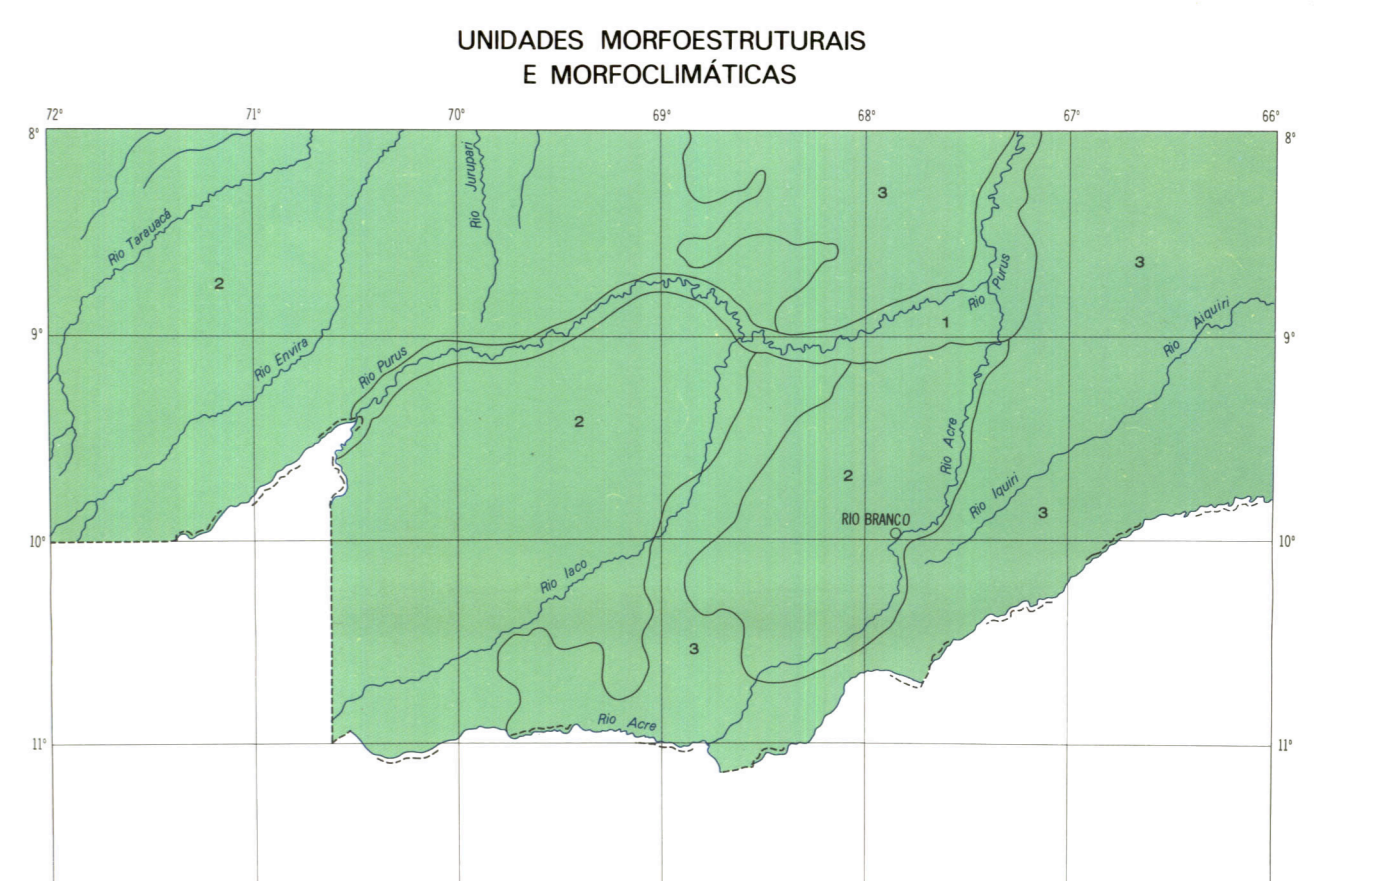 UNIDADES MORFOESTRUTURAIS
E MORFOCLIMÁTICAS
72° 71° 70° 69° 68° 67° 66°
8° 8°
Rio Jurupari
3
Rio Tarauacá
3
2
Rio Purus
Aiquiri
1
9° 9°
Rio
Rio Envira
Rio Purus
2
Rio Acre
2
Rio Iquiri
3
RIO BRANCO
10° 10°
Rio Iaco
3
Rio Acre
11° 11°